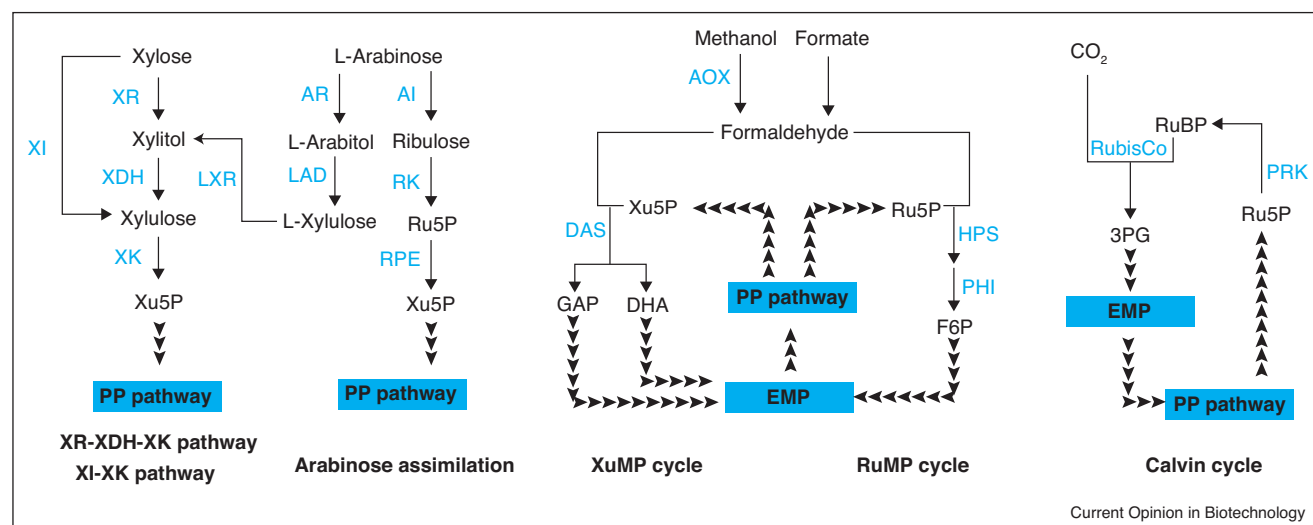 Xylose
XR
Xylitol
XI
XDH
LXR
Xylulose
XK
Xu5P
PP pathway
XR-XDH-XK pathway
XI-XK pathway
L-Arabinose
AR
AI
L-Arabitol
Ribulose
LAD
RK
L-Xylulose
Ru5P
RPE
Xu5P
PP pathway
Arabinose assimilation
Methanol
Formate
AOX
Formaldehyde
Xu5P
Ru5P
DAS
HPS
GAP
DHA
PP pathway
PHI
F6P
EMP
XuMP cycle
RuMP cycle
CO2
RuBP
RubisCo
PRK
3PG
Ru5P
EMP
PP pathway
Calvin cycle
Current Opinion in Biotechnology